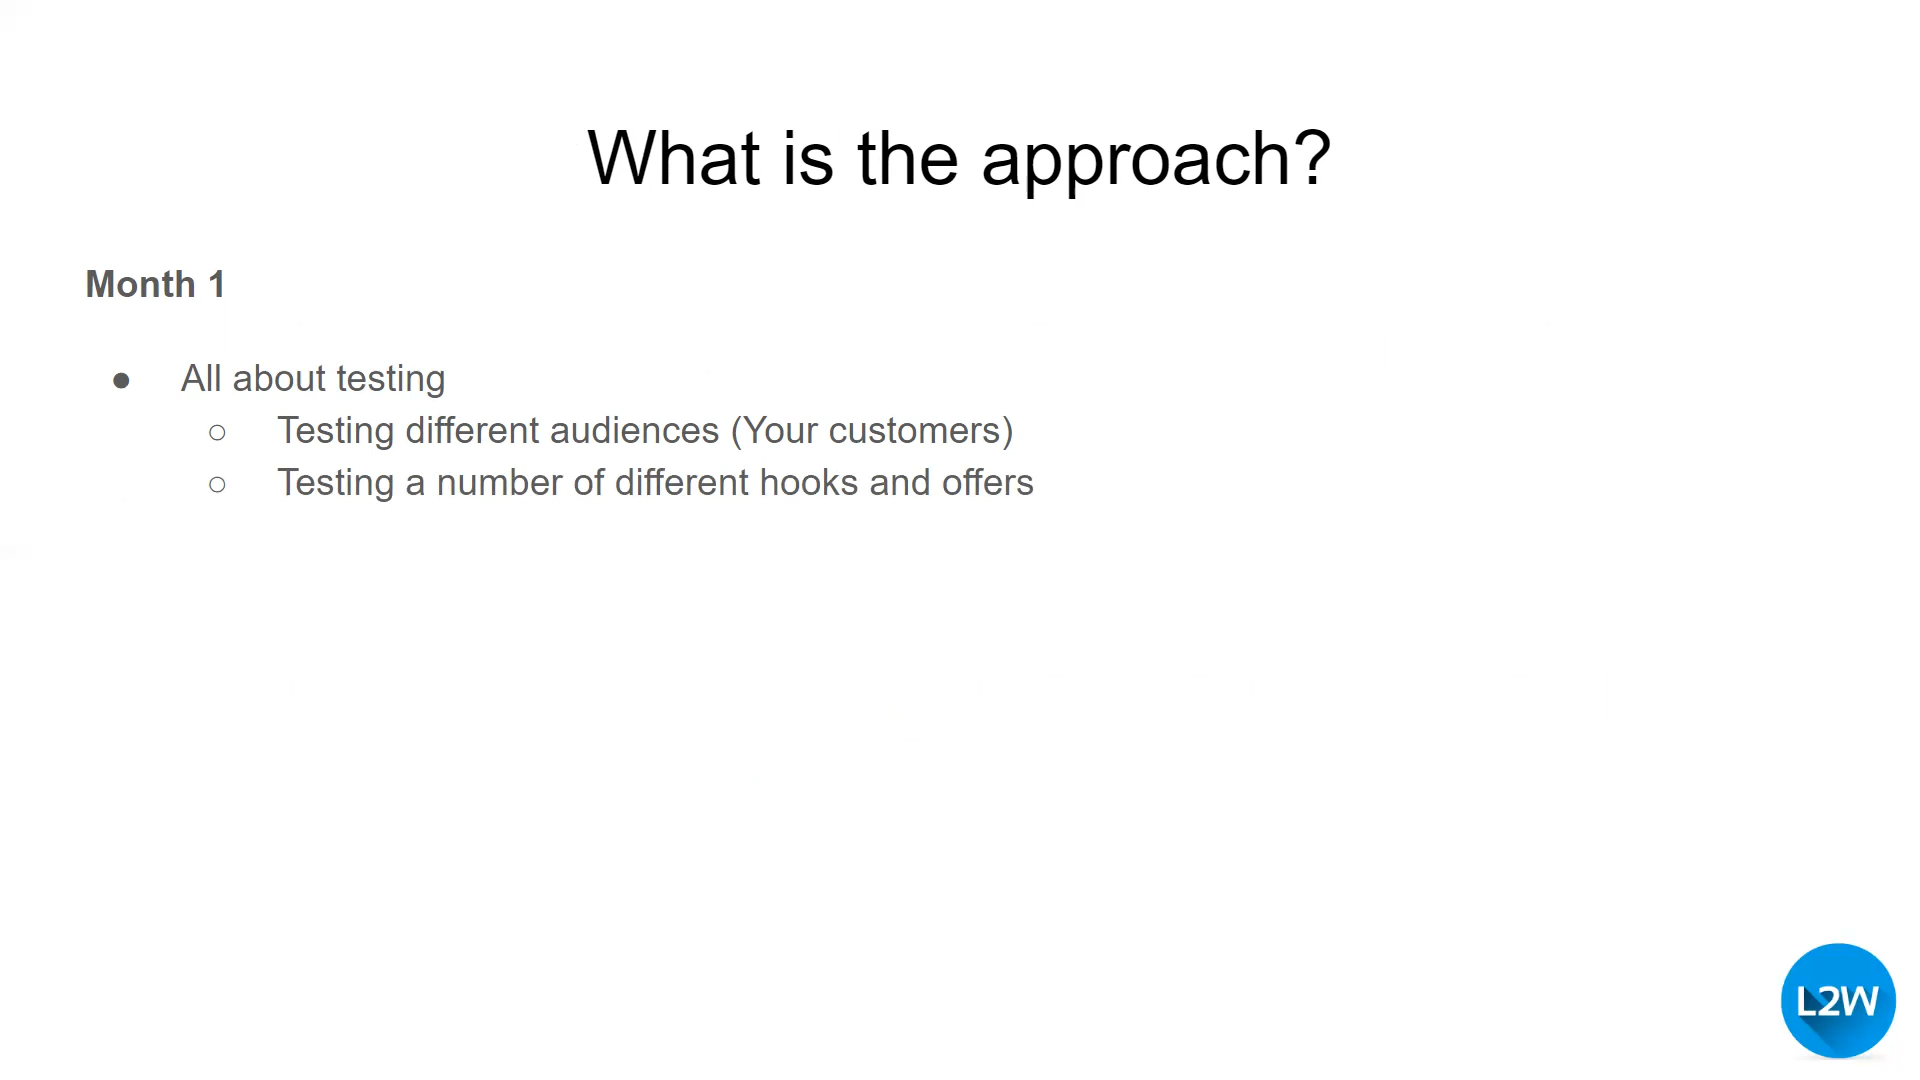 What is the approach?
Month 1
● All about testing
○ Testing different audiences (Your customers)
○ Testing a number of different hooks and offers
L2W